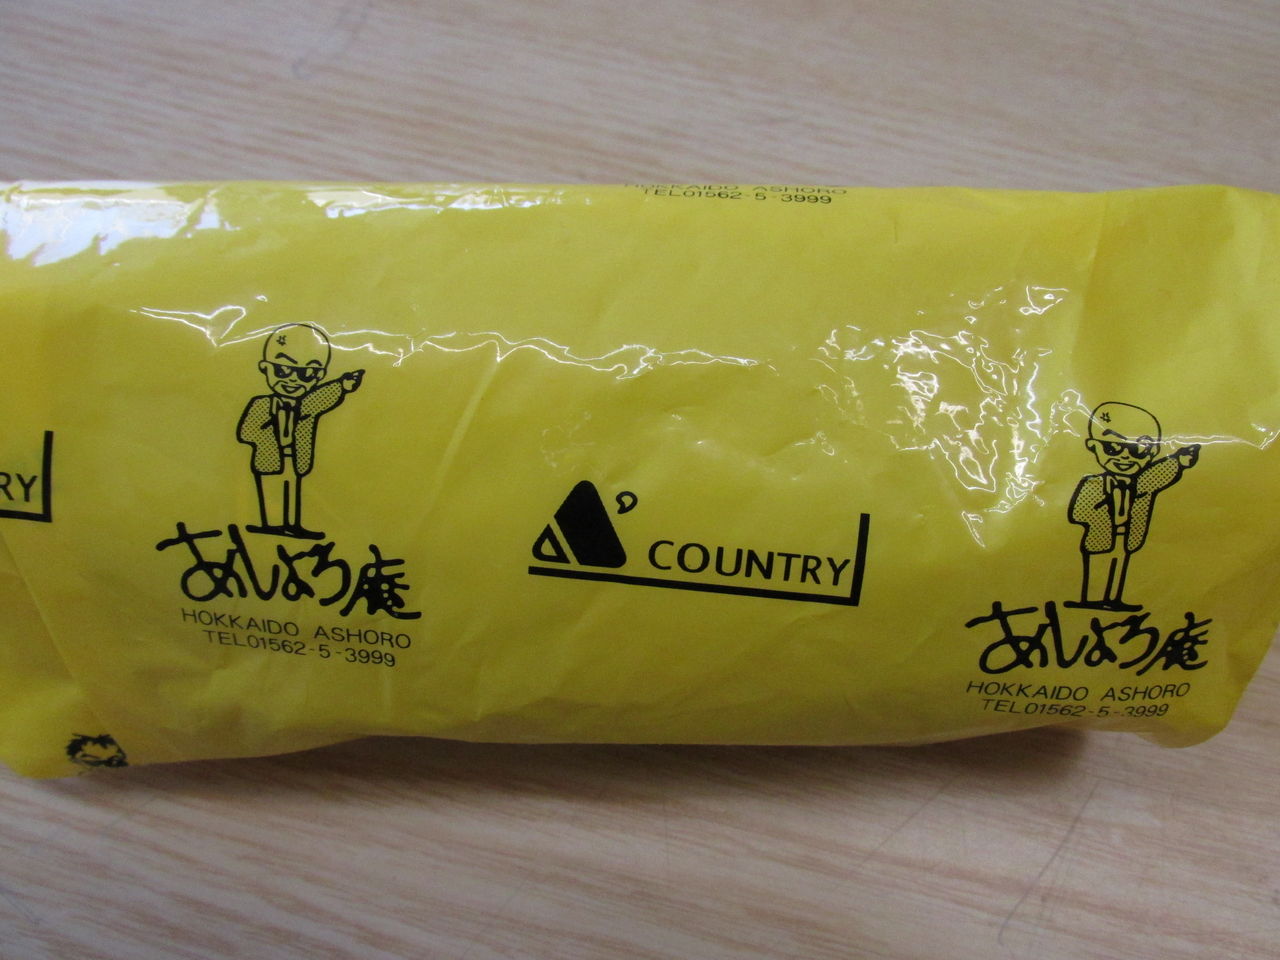 HOKKAIDO ASHORO
TEL01562-5-3999
RY
あしょろ庵
HOKKAIDO ASHORO
TEL01562-5-3999
A’ COUNTRY
あしょろ庵
HOKKAIDO ASHORO
TEL01562-5-3999